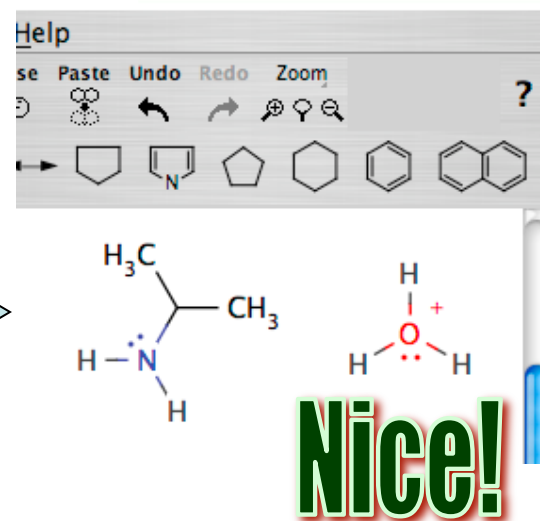 Help
se Paste Undo Redo Zoom
?
N
H₃C
CH₃
H N
H
H
O +
H H
Nice!